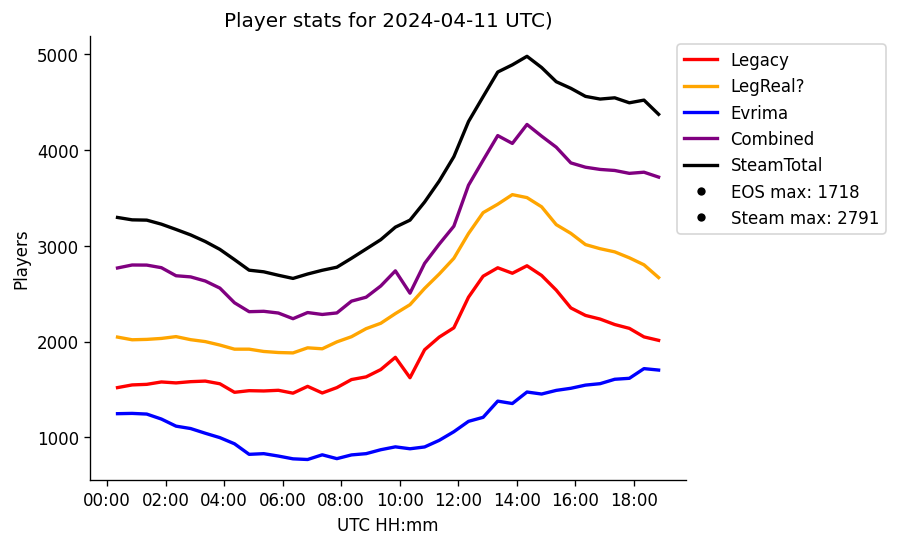 Player stats for 2024-04-11 UTC)
5000
4000
3000
2000
1000
Players
00:00 02:00 04:00 06:00 08:00 10:00 12:00 14:00 16:00 18:00
UTC HH:mm
Legacy
LegReal?
Evrima
Combined
SteamTotal
EOS max: 1718
Steam max: 2791